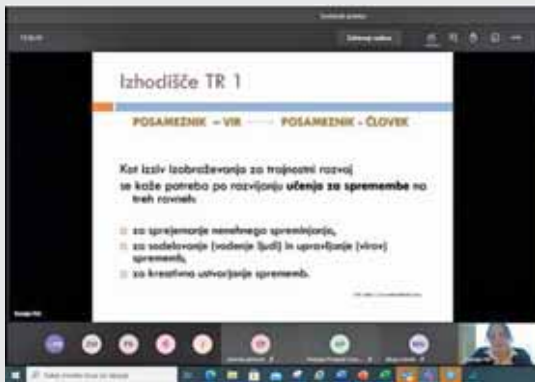 Izhodišče TR 1
POSAMEZNIK – VIR → POSAMEZNIK - ČLOVEK
Kot izziv izobraževanja za trajnostni razvoj
se kaže potreba po razvijanju učenja za spremembe na
treh ravneh:
za sprejemanje nenehnega spreminjanja,
za sodelovanje (vodenje ljudi) in upravljanje (virov)
sprememb,
za kreativno ustvarjanje sprememb.